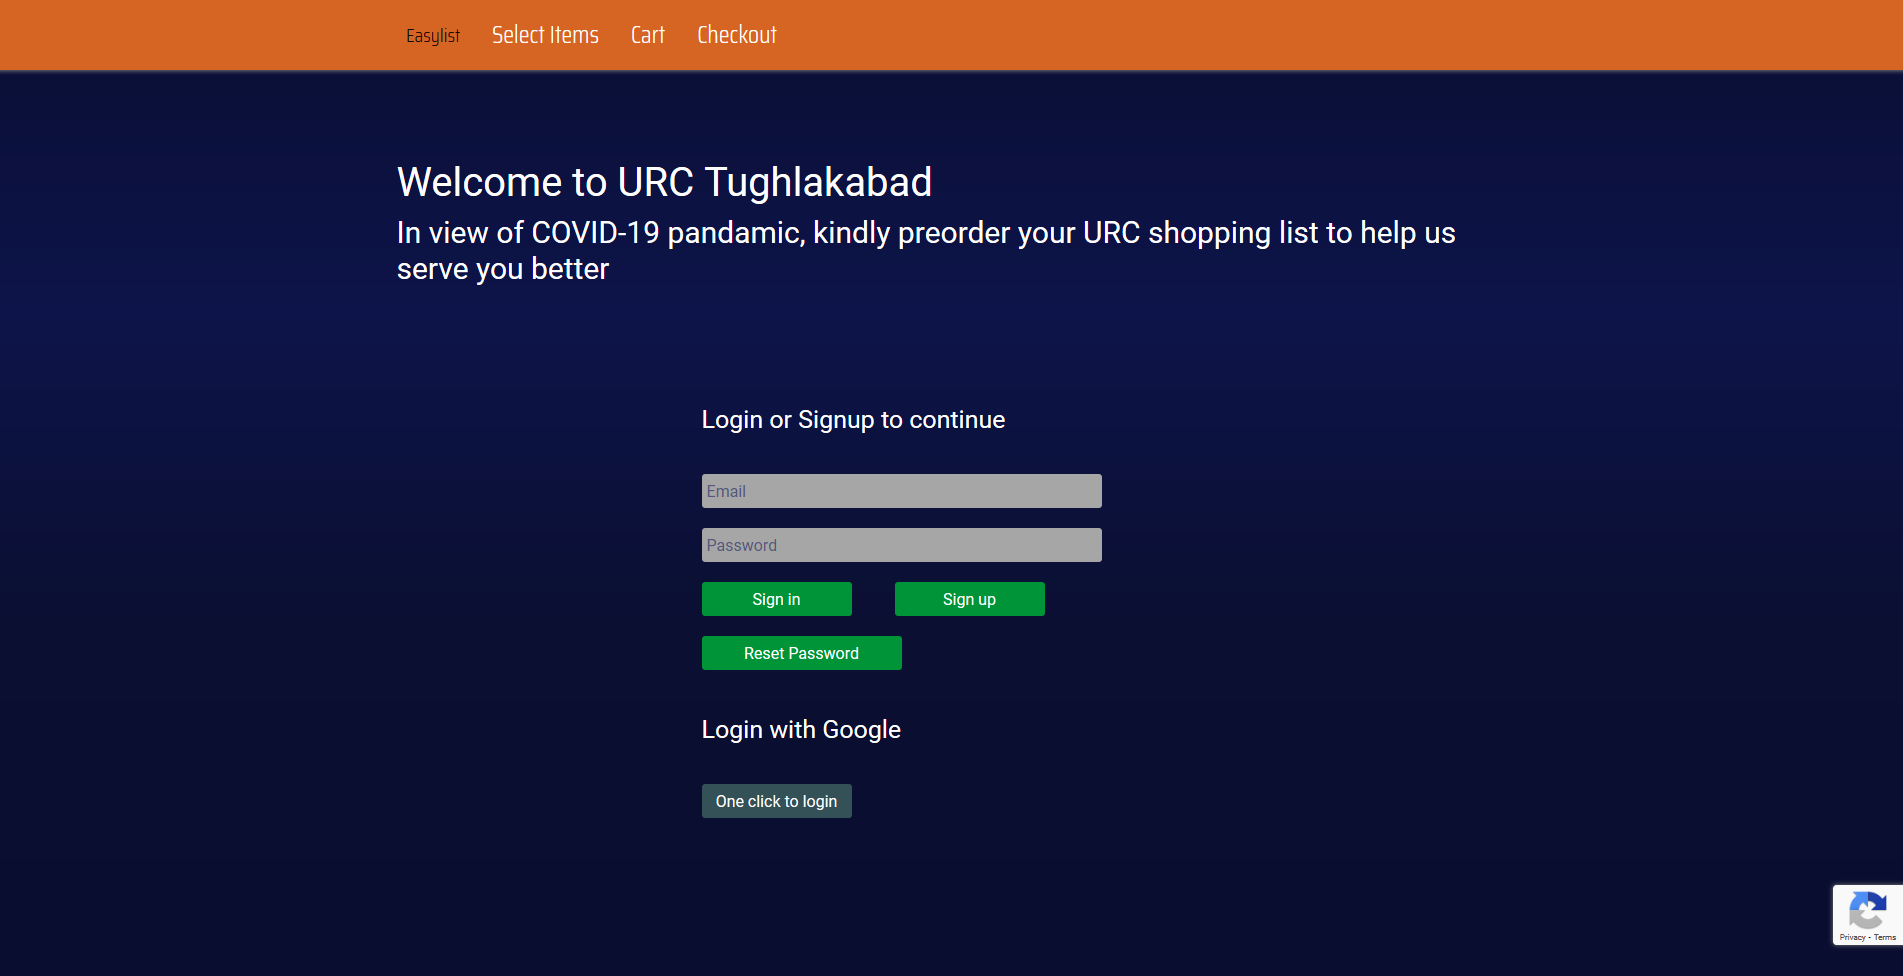 Easylist Select Items Cart Checkout
Welcome to URC Tughlakabad
In view of COVID-19 pandamic, kindly preorder your URC shopping list to help us
serve you better
Login or Signup to continue
Email
Password
Sign in Sign up
Reset Password
Login with Google
One click to login
Privacy - Terms